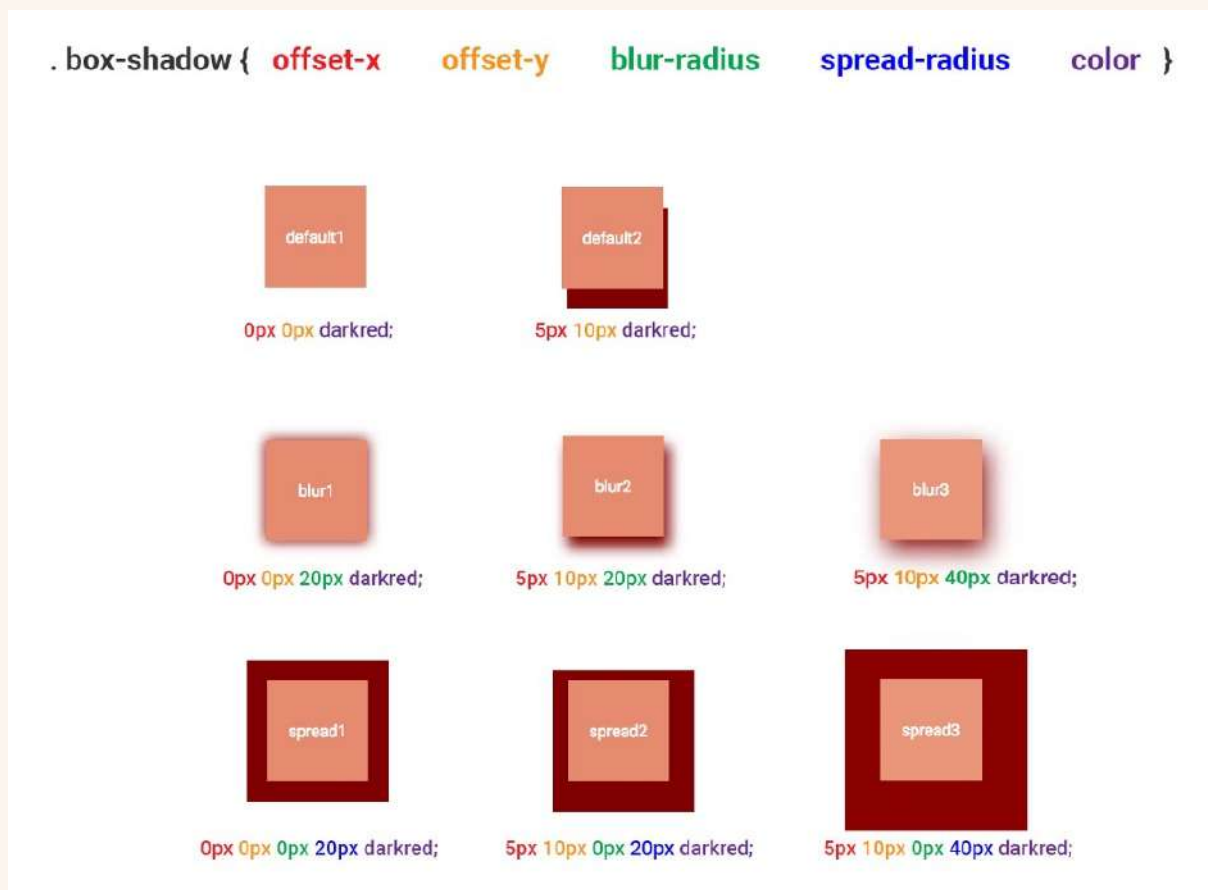 . box-shadow { offset-x offset-y blur-radius spread-radius color }
default1 default2
0px 0px darkred; 5px 10px darkred;
blur1 blur2 blur3
0px 0px 20px darkred; 5px 10px 20px darkred; 5px 10px 40px darkred;
spread1 spread2 spread3
0px 0px 0px 20px darkred; 5px 10px 0px 20px darkred; 5px 10px 0px 40px darkred;